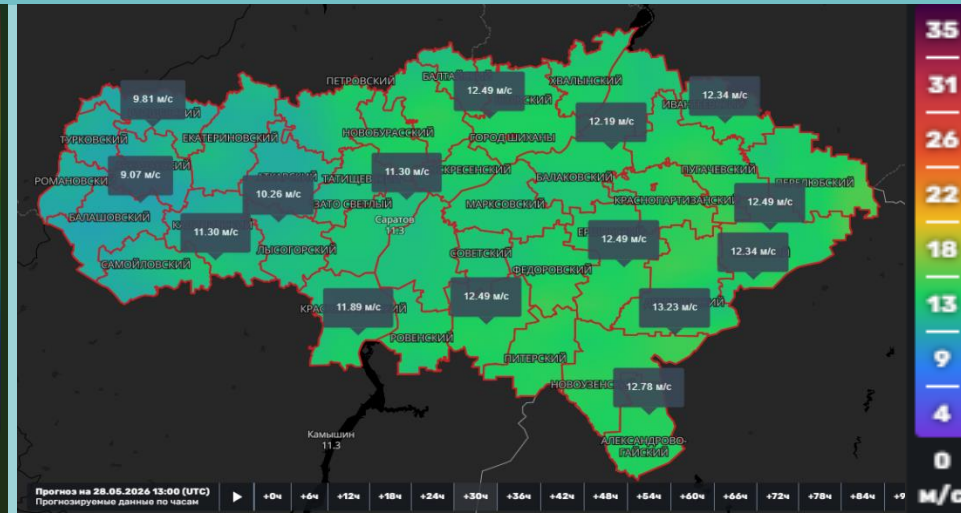 35
31
26
22
18
13
9
4
0
м/с
ПЕТРОВСКИЙ
ХВАЛЫНСКИЙ
12.49 м/с
9.81 м/с
12.34 м/с
12.19 м/с
ТУРКОВСКИЙ
ЕКАТЕРИНОВСКИЙ
НОВОБУРАССКИЙ
ГОРОД ШИХАНЫ
9.07 м/с
11.30 м/с
БАЛАКОВСКИЙ
ПУГАЧЕВСКИЙ
ПЕРЕЛЮБСКИЙ
10.26 м/с
ЗАТО СВЕТЛЫЙ
МАРКСОВСКИЙ
КРАСНОПАРТИЗАНСКИЙ
12.49 м/с
БАЛАШОВСКИЙ
Саратов
11.3
11.30 м/с
12.49 м/с
12.34 м/с
ЛЫСОГОРСКИЙ
СОВЕТСКИЙ
САМОЙЛОВСКИЙ
ФЕДОРОВСКИЙ
11.89 м/с
12.49 м/с
13.23 м/с
РОВЕНСКИЙ
ПИТЕРСКИЙ
12.78 м/с
Камышин
11.3
АЛЕКСАНДРОВО-
ГАЙСКИЙ
Прогноз на 28.05.2026 13:00 (UTC)
Прогнозируемые данные по часам
+0ч +6ч +12ч +18ч +24ч +30ч +36ч +42ч +48ч +54ч +60ч +66ч +72ч +78ч +84ч